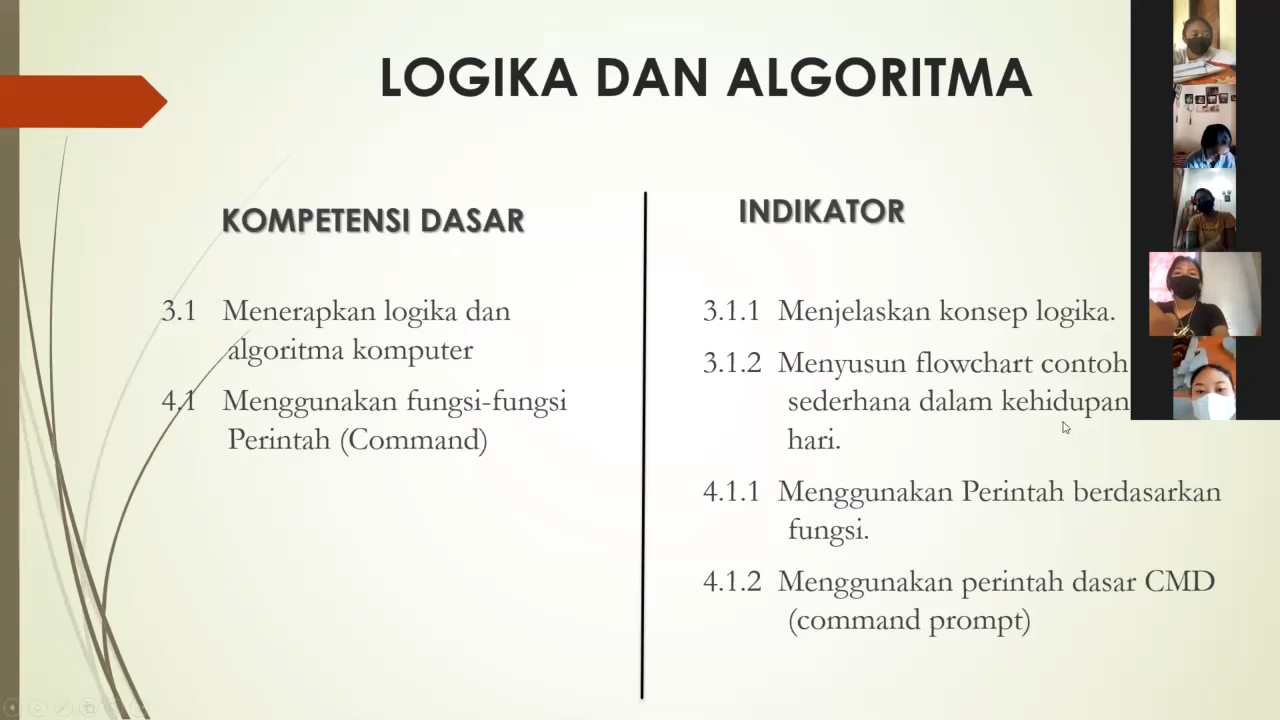 LOGIKA DAN ALGORITMA
KOMPETENSI DASAR
3.1 Menerapkan logika dan
algoritma komputer
4.1 Menggunakan fungsi-fungsi
Perintah (Command)
INDIKATOR
3.1.1 Menjelaskan konsep logika.
3.1.2 Menyusun flowchart contoh
sederhana dalam kehidupan
hari.
4.1.1 Menggunakan Perintah berdasarkan
fungsi.
4.1.2 Menggunakan perintah dasar CMD
(command prompt)